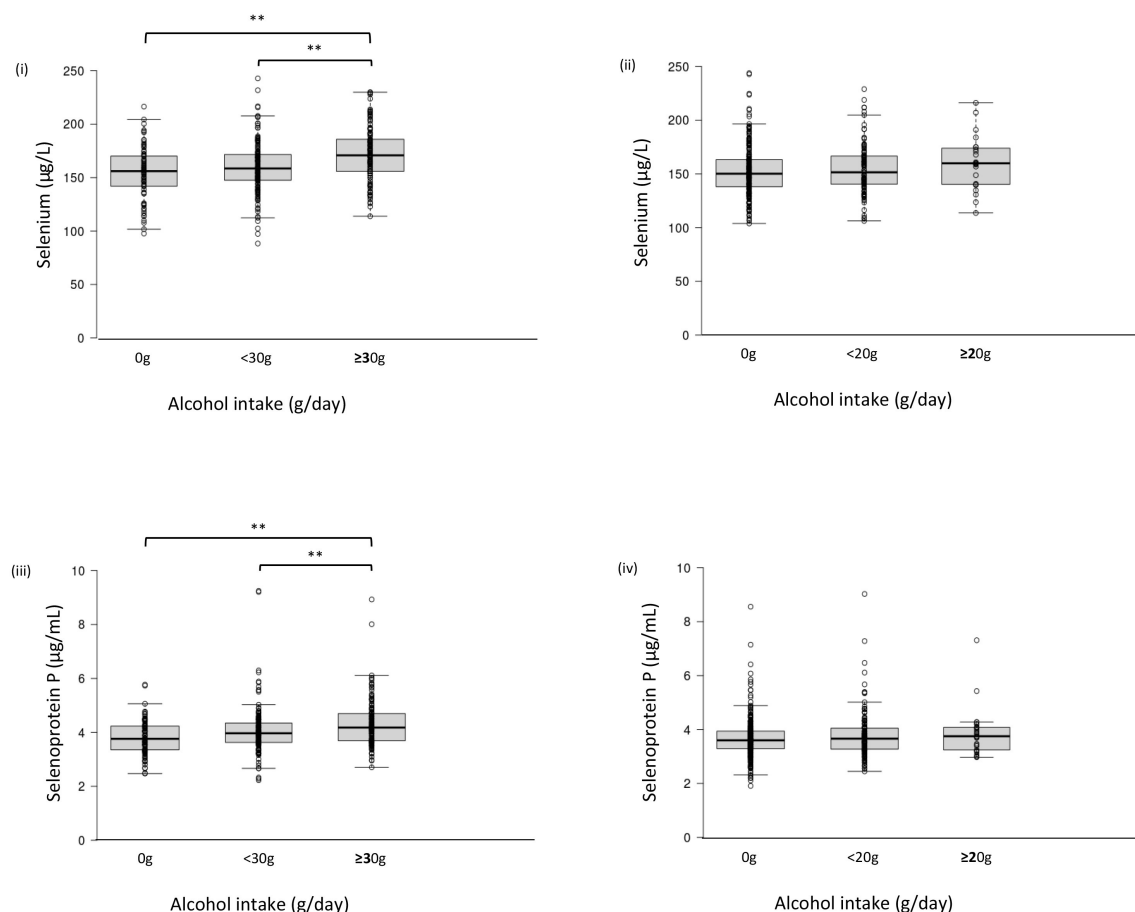 **
**
(i)
250
200
150
100
50
0
Selenium (µg/L)
0g
<30g
≥30g
Alcohol intake (g/day)
(ii)
250
200
150
100
50
0
Selenium (µg/L)
0g
<20g
≥20g
Alcohol intake (g/day)
**
**
(iii)
10
8
6
4
2
0
Selenoprotein P (µg/mL)
0g
<30g
≥30g
Alcohol intake (g/day)
(iv)
10
8
6
4
2
0
Selenoprotein P (µg/mL)
0g
<20g
≥20g
Alcohol intake (g/day)